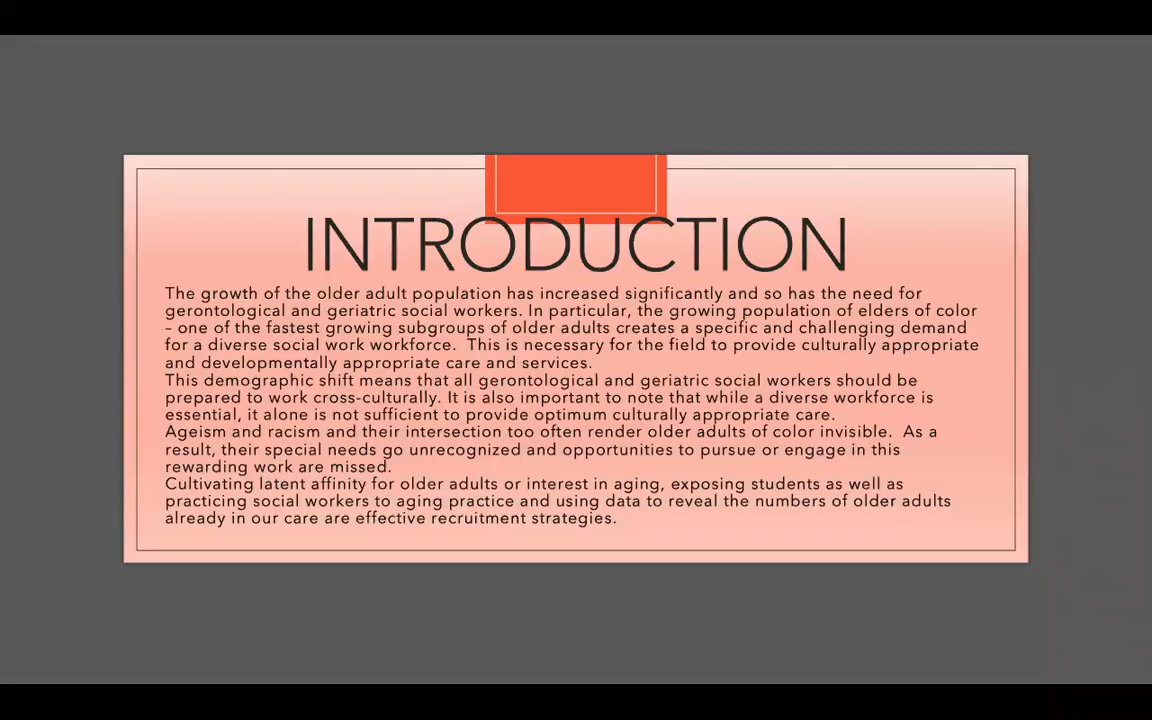 INTRODUCTION
The growth of the older adult population has increased significantly and so has the need for
gerontological and geriatric social workers. In particular, the growing population of elders of color
– one of the fastest growing subgroups of older adults creates a specific and challenging demand
for a diverse social work workforce.  This is necessary for the field to provide culturally appropriate
and developmentally appropriate care and services.
This demographic shift means that all gerontological and geriatric social workers should be
prepared to work cross-culturally. It is also important to note that while a diverse workforce is
essential, it alone is not sufficient to provide optimum culturally appropriate care.
Ageism and racism and their intersection too often render older adults of color invisible.  As a
result, their special needs go unrecognized and opportunities to pursue or engage in this
rewarding work are missed.
Cultivating latent affinity for older adults or interest in aging, exposing students as well as
practicing social workers to aging practice and using data to reveal the numbers of older adults
already in our care are effective recruitment strategies.